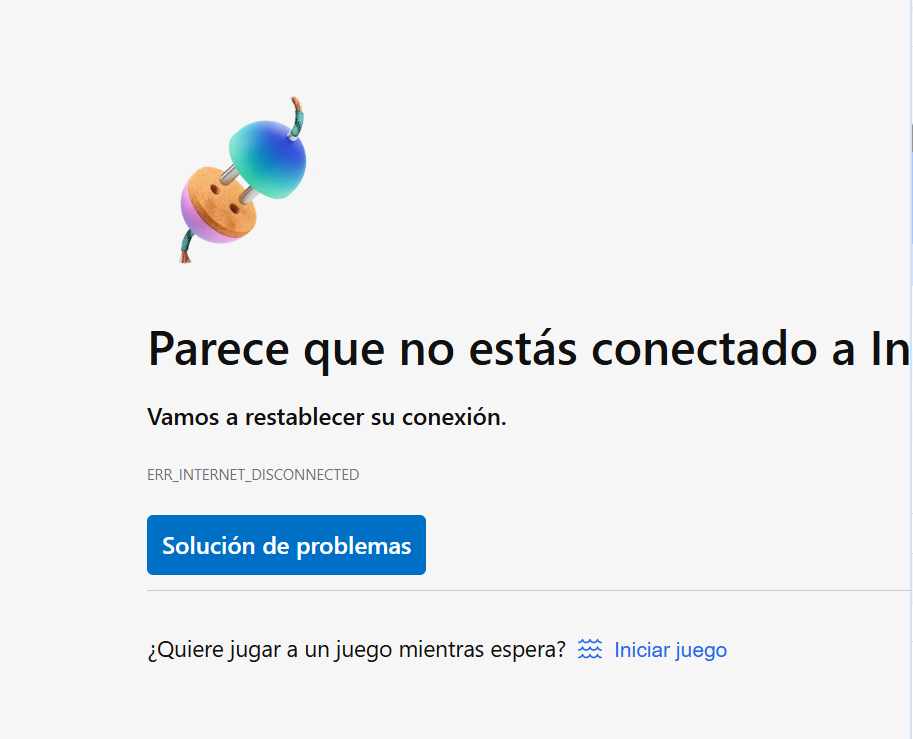 Parece que no estás conectado a In
Vamos a restablecer su conexión.
ERR_INTERNET_DISCONNECTED
Solución de problemas
¿Quiere jugar a un juego mientras espera? Iniciar juego